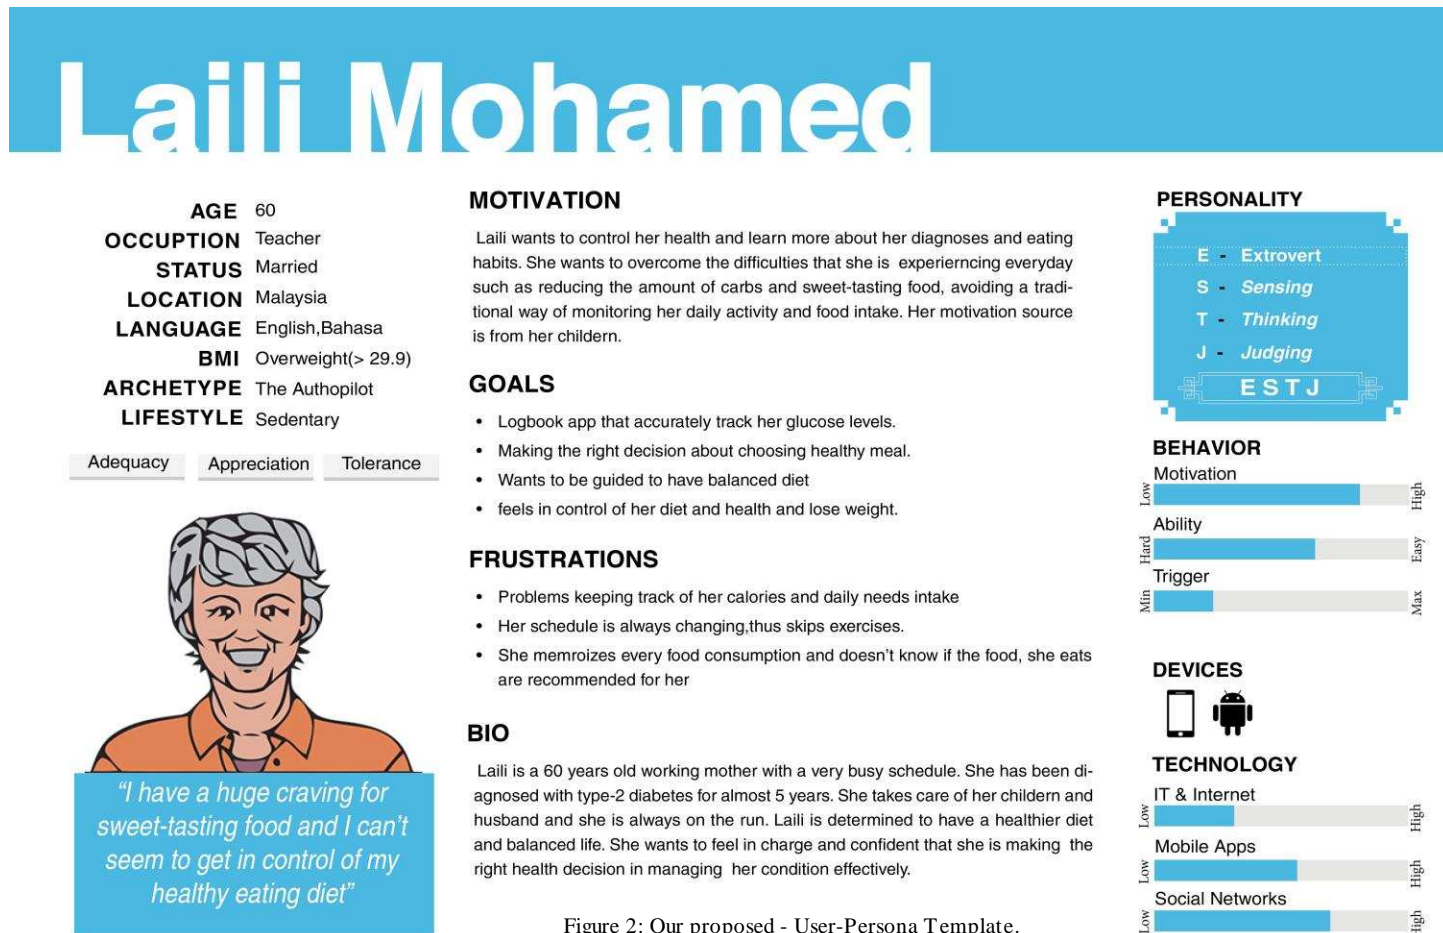 Laili Mohamed
AGE 60
OCCUPTION Teacher
STATUS Married
LOCATION Malaysia
LANGUAGE English,Bahasa
BMI Overweight(> 29.9)
ARCHETYPE The Authopilot
LIFESTYLE Sedentary
Adequacy Appreciation Tolerance
“I have a huge craving for
sweet-tasting food and I can’t
seem to get in control of my
healthy eating diet”
MOTIVATION
Laili wants to control her health and learn more about her diagnoses and eating
habits. She wants to overcome the difficulties that she is experierncing everyday
such as reducing the amount of carbs and sweet-tasting food, avoiding a tradi-
tional way of monitoring her daily activity and food intake. Her motivation source
is from her childern.
GOALS
• Logbook app that accurately track her glucose levels.
• Making the right decision about choosing healthy meal.
• Wants to be guided to have balanced diet
• feels in control of her diet and health and lose weight.
FRUSTRATIONS
• Problems keeping track of her calories and daily needs intake
• Her schedule is always changing,thus skips exercises.
• She memroizes every food consumption and doesn’t know if the food, she eats
are recommended for her
BIO
Laili is a 60 years old working mother with a very busy schedule. She has been di-
agnosed with type-2 diabetes for almost 5 years. She takes care of her childern and
husband and she is always on the run. Laili is determined to have a healthier diet
and balanced life. She wants to feel in charge and confident that she is making the
right health decision in managing her condition effectively.
PERSONALITY
E - Extrovert
S - Sensing
T - Thinking
J - Judging
ESTJ
BEHAVIOR
Motivation
Low High
Ability
Hard Easy
Trigger
Min Max
DEVICES
TECHNOLOGY
IT & Internet
Low High
Mobile Apps
Low High
Social Networks
Low High
Figure 2: Our proposed - User-Persona Template.